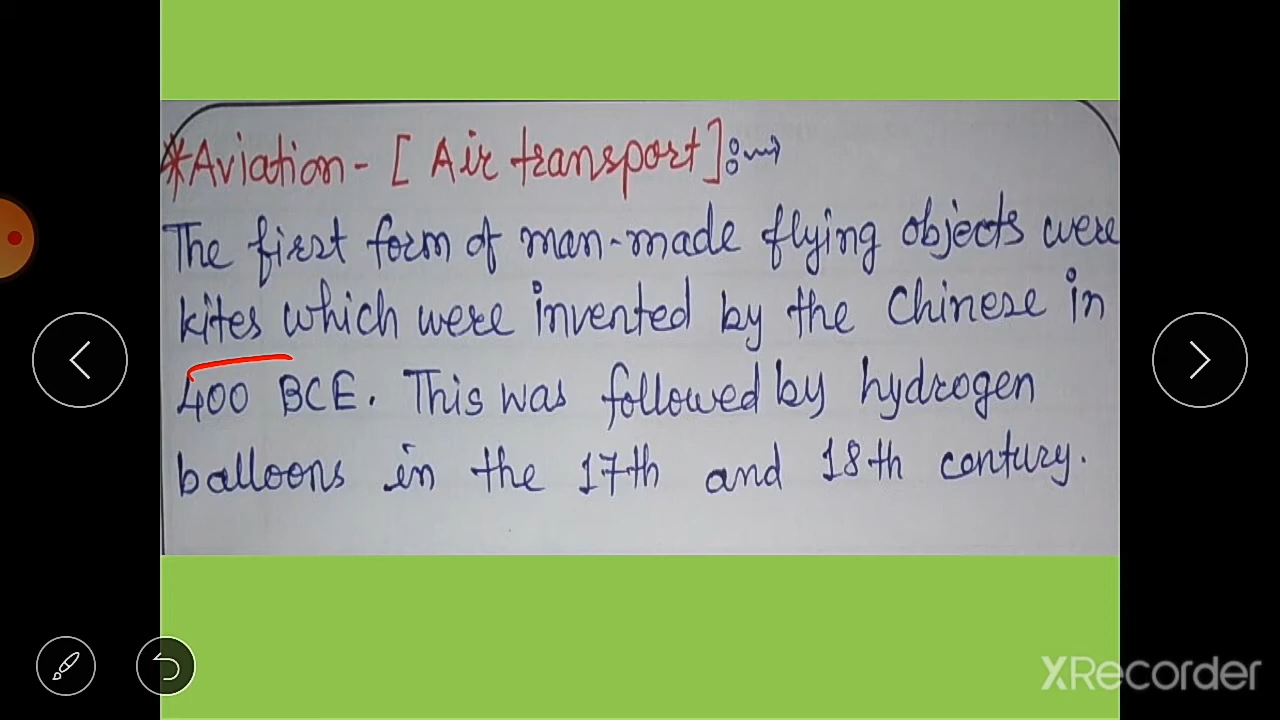 *Aviation - [Air transport]:⇝
The first form of man-made flying objects were
kites which were invented by the Chinese in
400 BCE. This was followed by hydrogen
balloons in the 17th and 18th century.
XRecorder